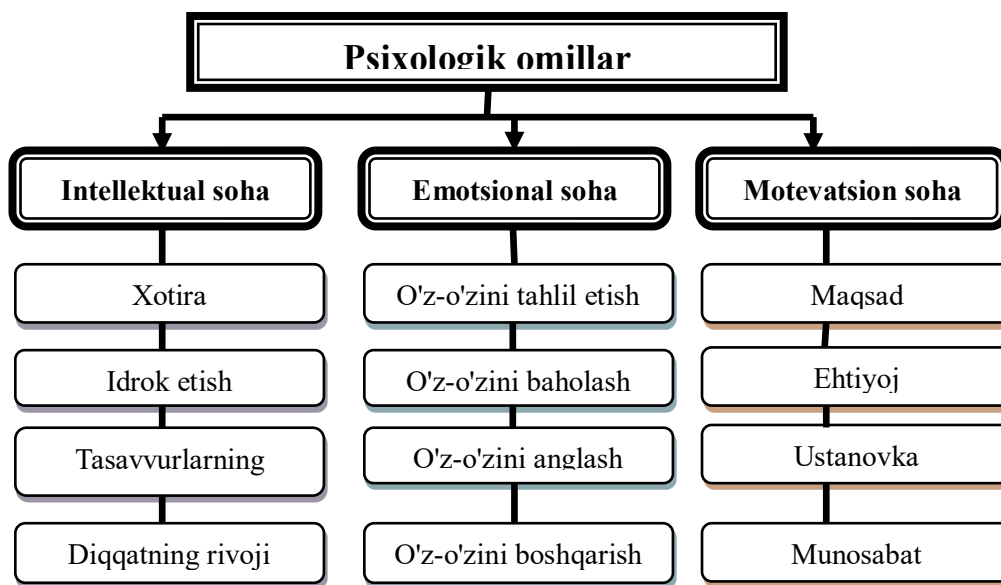 Psixologik omillar
Intellektual soha
Emotsional soha
Motevatsion soha
Xotira
O'z-o'zini tahlil etish
Maqsad
Idrok etish
O'z-o'zini baholash
Ehtiyoj
Tasavvurlarning
O'z-o'zini anglash
Ustanovka
Diqqatning rivoji
O'z-o'zini boshqarish
Munosabat